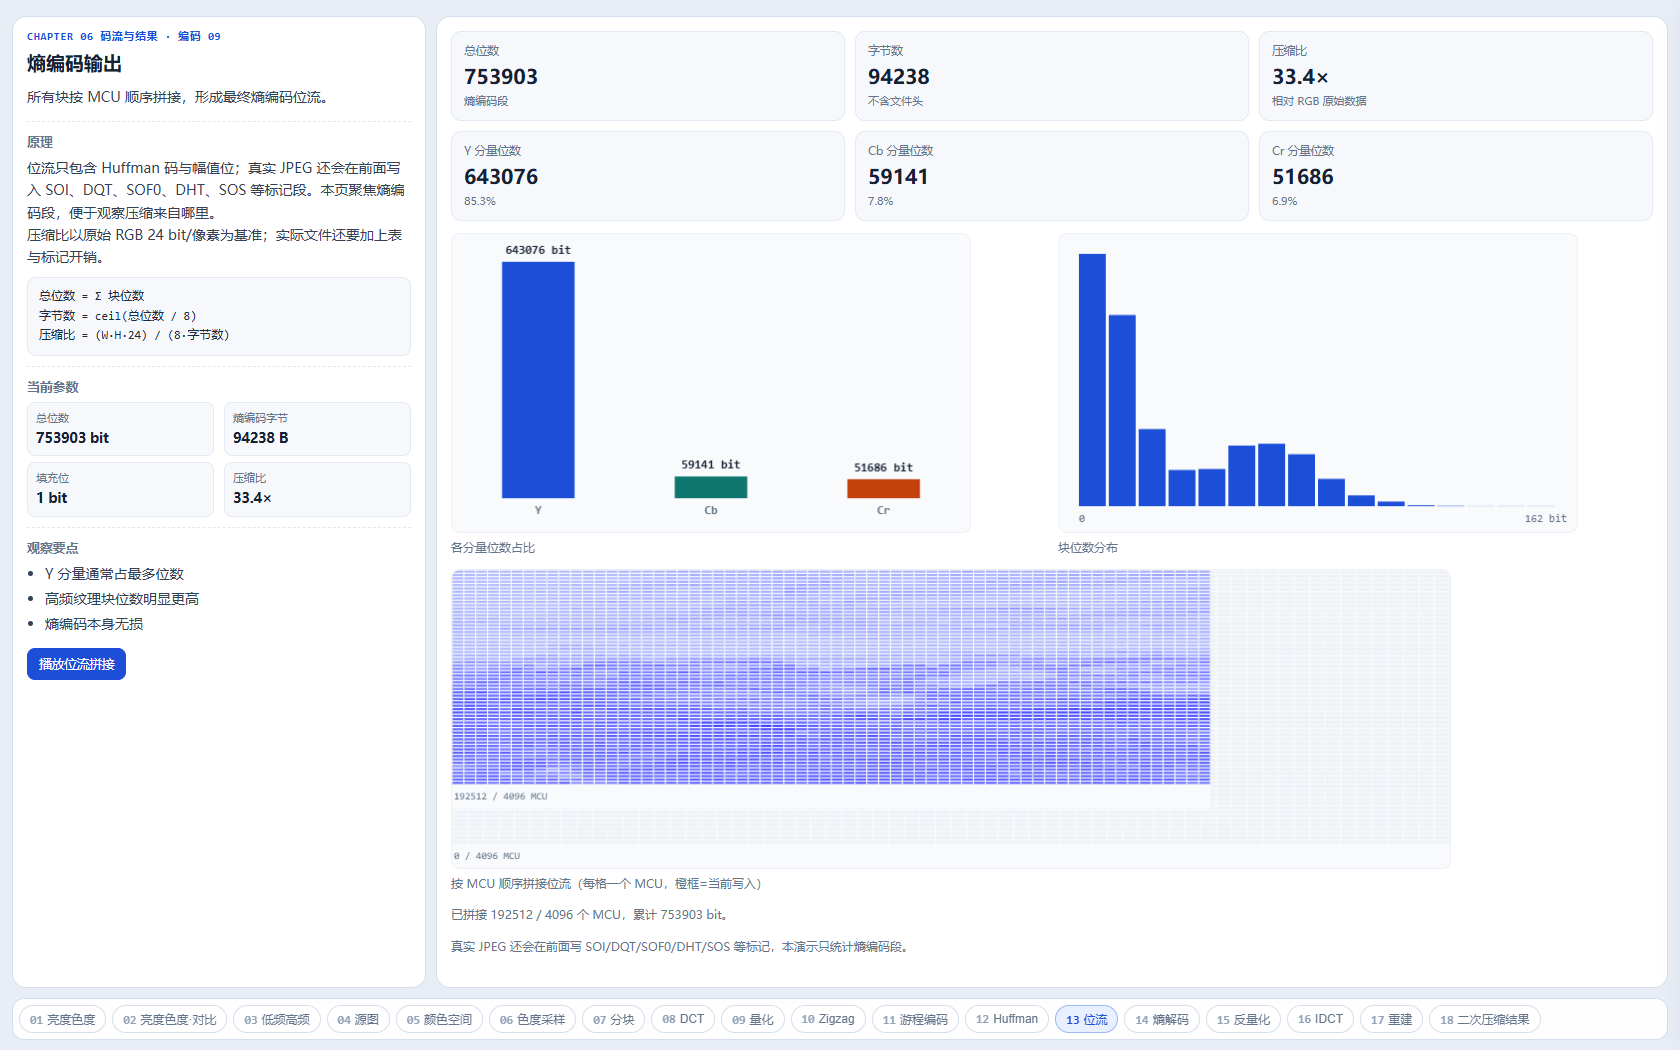 CHAPTER 06 码流与结果 · 编码 09
熵编码输出
所有块按 MCU 顺序拼接，形成最终熵编码位流。
原理
位流只包含 Huffman 码与幅值位；真实 JPEG 还会在前面写
入 SOI、DQT、SOF0、DHT、SOS 等标记段。本页聚焦熵编
码段，便于观察压缩来自哪里。
压缩比以原始 RGB 24 bit/像素为基准；实际文件还要加上表
与标记开销。
总位数 = Σ 块位数
字节数 = ceil(总位数 / 8)
压缩比 = (W·H·24) / (8·字节数)
当前参数
总位数
753903 bit
熵编码字节
94238 B
填充位
1 bit
压缩比
33.4×
观察要点
• Y 分量通常占最多位数
• 高频纹理块位数明显更高
• 熵编码本身无损
播放位流拼接
总位数
753903
熵编码段
字节数
94238
不含文件头
压缩比
33.4×
相对 RGB 原始数据
Y 分量位数
643076
85.3%
Cb 分量位数
59141
7.8%
Cr 分量位数
51686
6.9%
643076 bit
59141 bit
51686 bit
Y
Cb
Cr
各分量位数占比
0
162 bit
块位数分布
192512 / 4096 MCU
0 / 4096 MCU
按 MCU 顺序拼接位流（每格一个 MCU，橙框=当前写入）
已拼接 192512 / 4096 个 MCU，累计 753903 bit。
真实 JPEG 还会在前面写 SOI/DQT/SOF0/DHT/SOS 等标记，本演示只统计熵编码段。
01 亮度色度
02 亮度色度·对比
03 低频高频
04 源图
05 颜色空间
06 色度采样
07 分块
08 DCT
09 量化
10 Zigzag
11 游程编码
12 Huffman
13 位流
14 熵解码
15 反量化
16 IDCT
17 重建
18 二次压缩结果